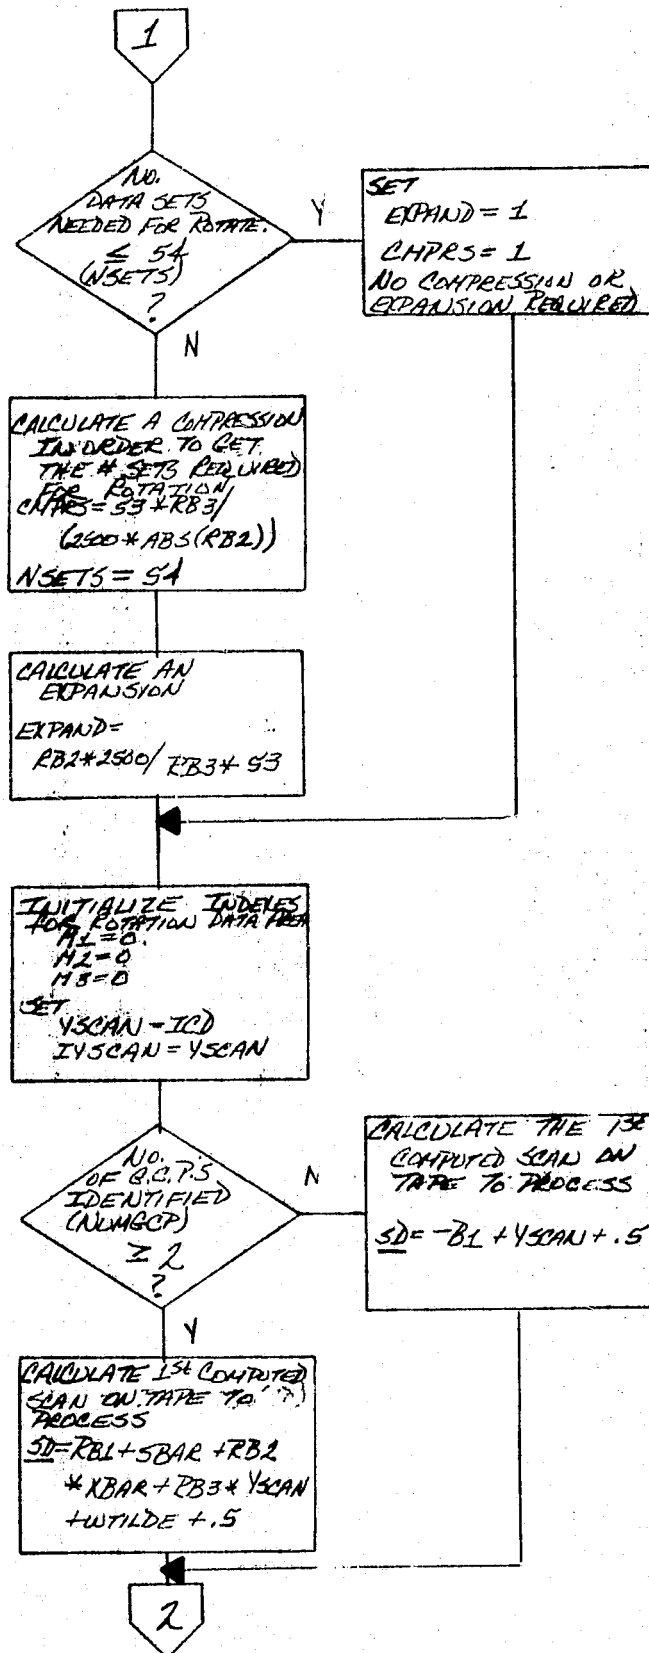 1
NO.
DATA SETS
NEEDED FOR ROTATE.
≤ 54
(NSETS)
?
Y
N
SET
EXPAND = 1
CMPRS = 1
NO COMPRESSION OR
EXPANSION REQUIRED
CALCULATE A COMPRESSION
IN ORDER TO GET
THE # SETS REQUIRED
FOR ROTATION
CMPRS = 53 * RB3/
(2500 * ABS(RB2))
NSETS = 54
CALCULATE AN
EXPANSION
EXPAND =
RB2*2500/RB3*53
INITIALIZE INDEXES
FOR ROTATION DATA AREA
M1=0.
M2=0
M3=0
SET
YSCAN - ICD
IYSCAN = YSCAN
NO.
OF G.C.P.'S
IDENTIFIED
(NUMGCP)
≥ 2
?
N
Y
CALCULATE THE 1ST
COMPUTED SCAN ON
TAPE TO PROCESS
SD= -B1 + YSCAN + .5
CALCULATE 1St COMPUTED
SCAN ON TAPE TO
PROCESS
SD=RB1+SBAR+RB2
*XBAR+RB3*YSCAN
+WTILDE +.5
2